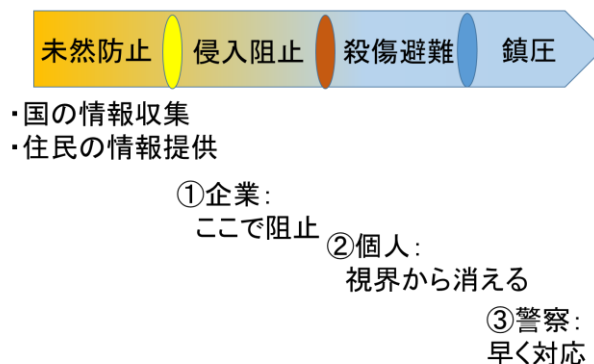 未然防止
侵入阻止
殺傷避難
鎮圧
・国の情報収集
・住民の情報提供
①企業：
ここで阻止
②個人：
視界から消える
③警察：
早く対応